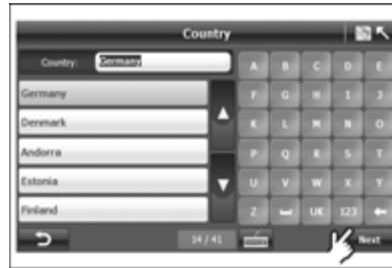 Country
Country: Germany
A B C D E
Germany
F G H I J
Denmark
K L M N O
Andorra
P Q R S T
Estonia
U V W X Y
Finland
Z UK 123
14 / 41
Next